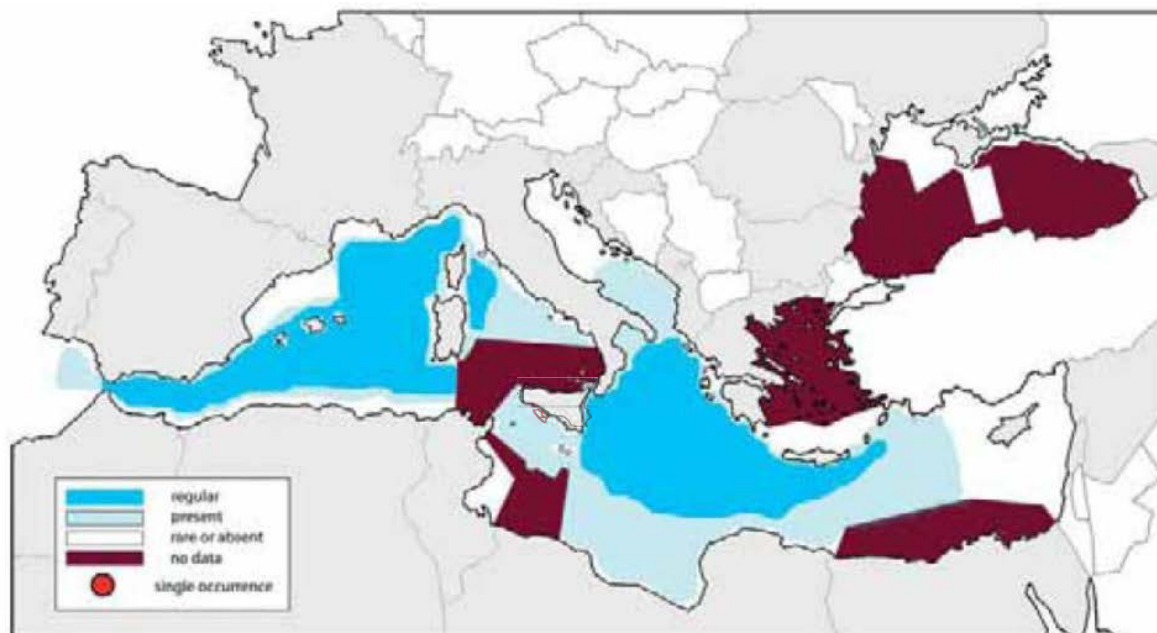 regular
present
rare or absent
no data
single occurrence